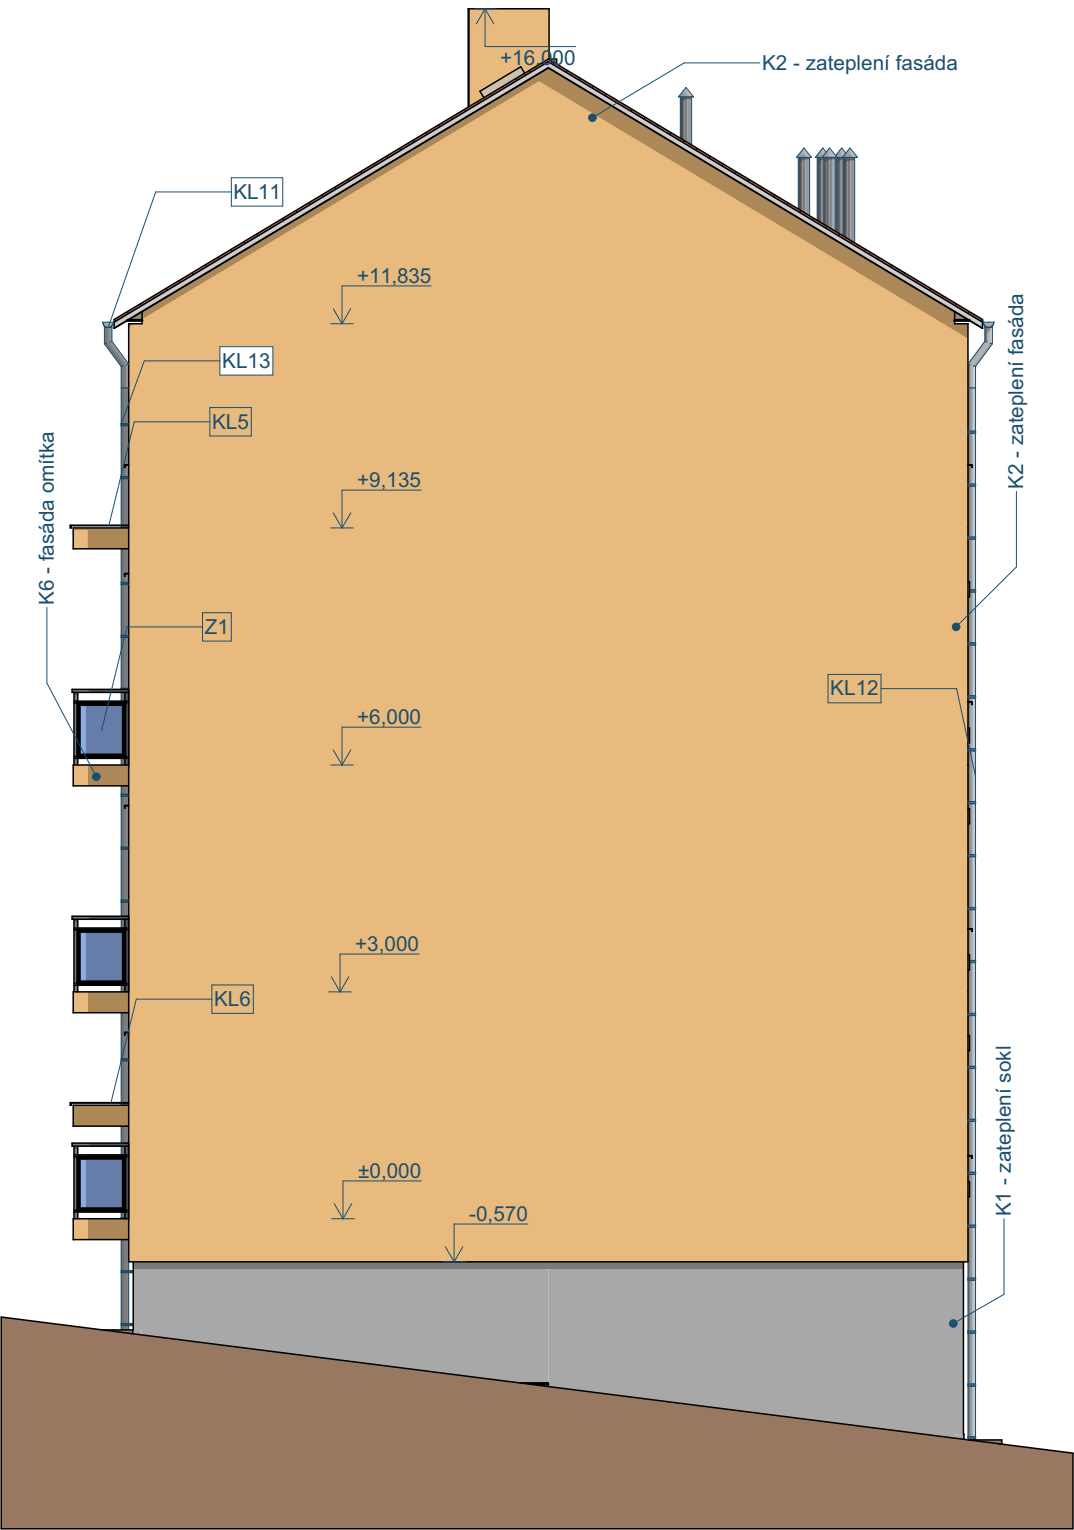 +16,000
K2 - zateplení fasáda
KL11
+11,835
K2 - zateplení fasáda
KL13
KL5
K6 - fasáda omítka
+9,135
Z1
KL12
+6,000
+3,000
KL6
K1 - zateplení sokl
±0,000
-0,570